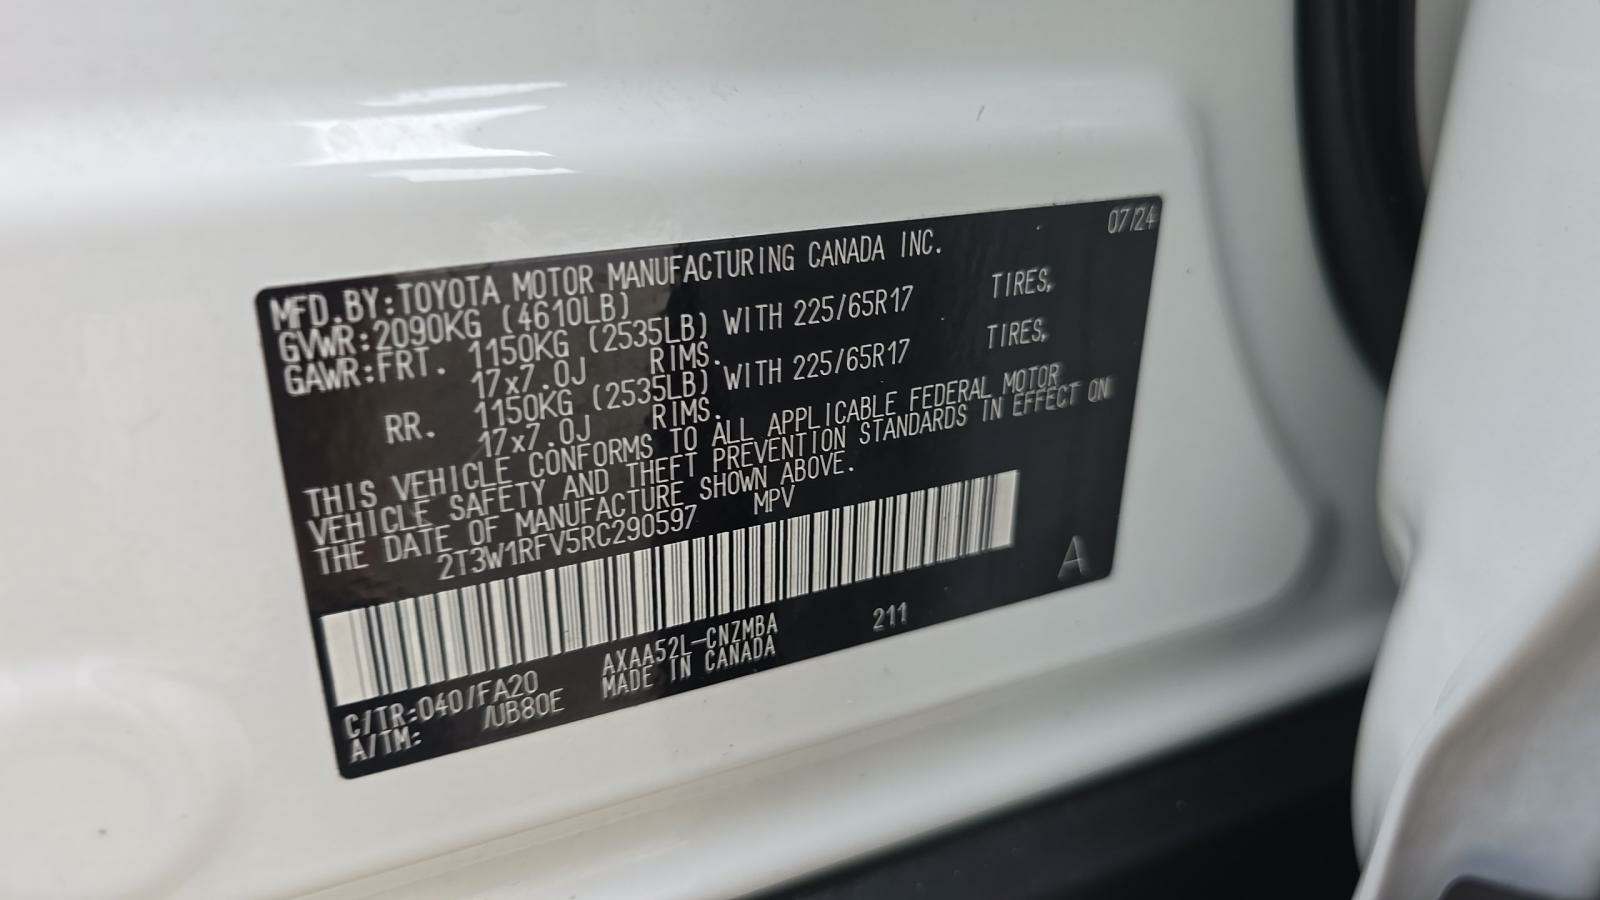 07/24
MFD.BY:TOYOTA MOTOR MANUFACTURING CANADA INC.
GVWR:2090KG (4610LB)
GAWR:FRT. 1150KG (2535LB) WITH 225/65R17 TIRES,
17x7.0J RIMS.
RR. 1150KG (2535LB) WITH 225/65R17 TIRES,
17x7.0J RIMS.
THIS VEHICLE CONFORMS TO ALL APPLICABLE FEDERAL MOTOR
VEHICLE SAFETY AND THEFT PREVENTION STANDARDS IN EFFECT ON
THE DATE OF MANUFACTURE SHOWN ABOVE.
2T3W1RFV5RC290597 MPV
A
C/TR:040/FA20 AXAA52L-CNZMBA 211
A/TM: /UB80E MADE IN CANADA